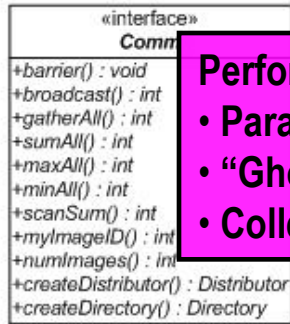 «interface»
Comm
+barrier() : void
+broadcast() : int
+gatherAll() : int
+sumAll() : int
+maxAll() : int
+minAll() : int
+scanSum() : int
+myImageID() : int
+numImages() : int
+createDistributor() : Distributor
+createDirectory() : Directory
Perfor
• Para
• “Gho
• Colle